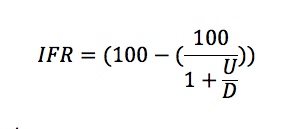 IFR = (100 − (100 / (1 + U/D)))